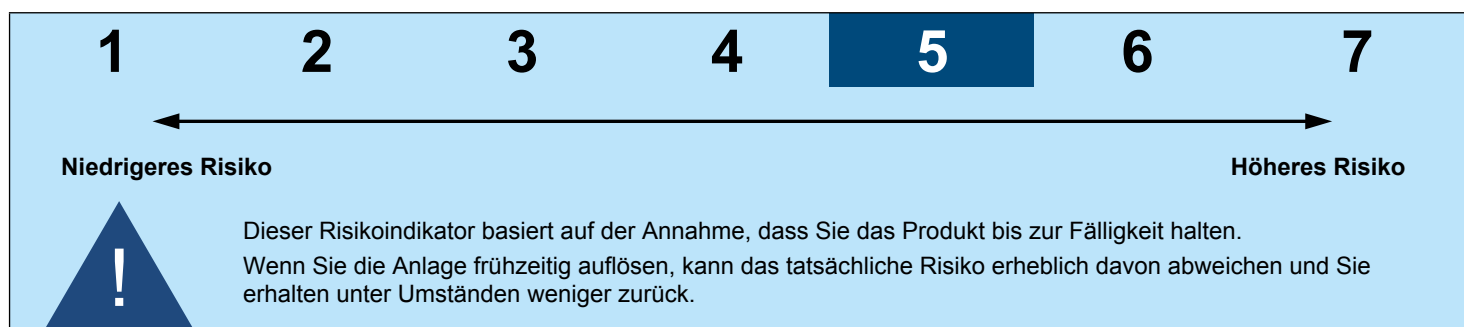 1 2 3 4 5 6 7
Niedrigeres Risiko Höheres Risiko
!
Dieser Risikoindikator basiert auf der Annahme, dass Sie das Produkt bis zur Fälligkeit halten.
Wenn Sie die Anlage frühzeitig auflösen, kann das tatsächliche Risiko erheblich davon abweichen und Sie
erhalten unter Umständen weniger zurück.